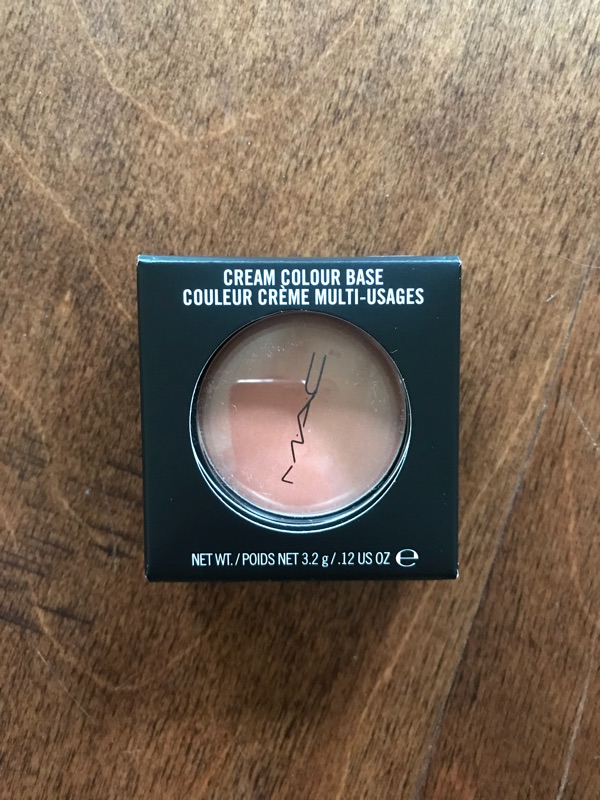 CREAM COLOUR BASE
COULEUR CRÈME MULTI-USAGES
MAC
NET WT. / POIDS NET 3.2 g / .12 US OZ ℮